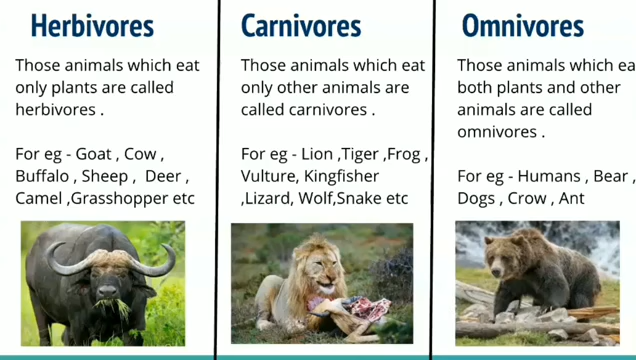 Herbivores
Those animals which eat
only plants are called
herbivores .
For eg - Goat , Cow ,
Buffalo , Sheep , Deer ,
Camel ,Grasshopper etc
Carnivores
Those animals which eat
only other animals are
called carnivores .
For eg - Lion ,Tiger ,Frog ,
Vulture, Kingfisher
,Lizard, Wolf,Snake etc
Omnivores
Those animals which ea
both plants and other
animals are called
omnivores .
For eg - Humans , Bear ,
Dogs , Crow , Ant